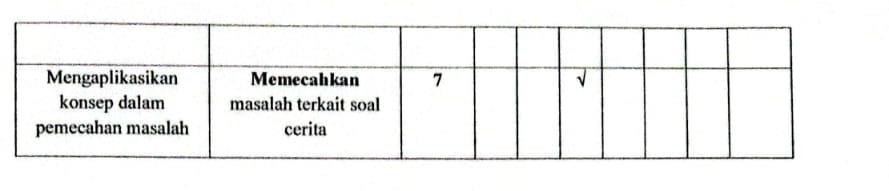 Mengaplikasikan konsep dalam pemecahan masalah
Memecahkan masalah terkait soal cerita
7
√